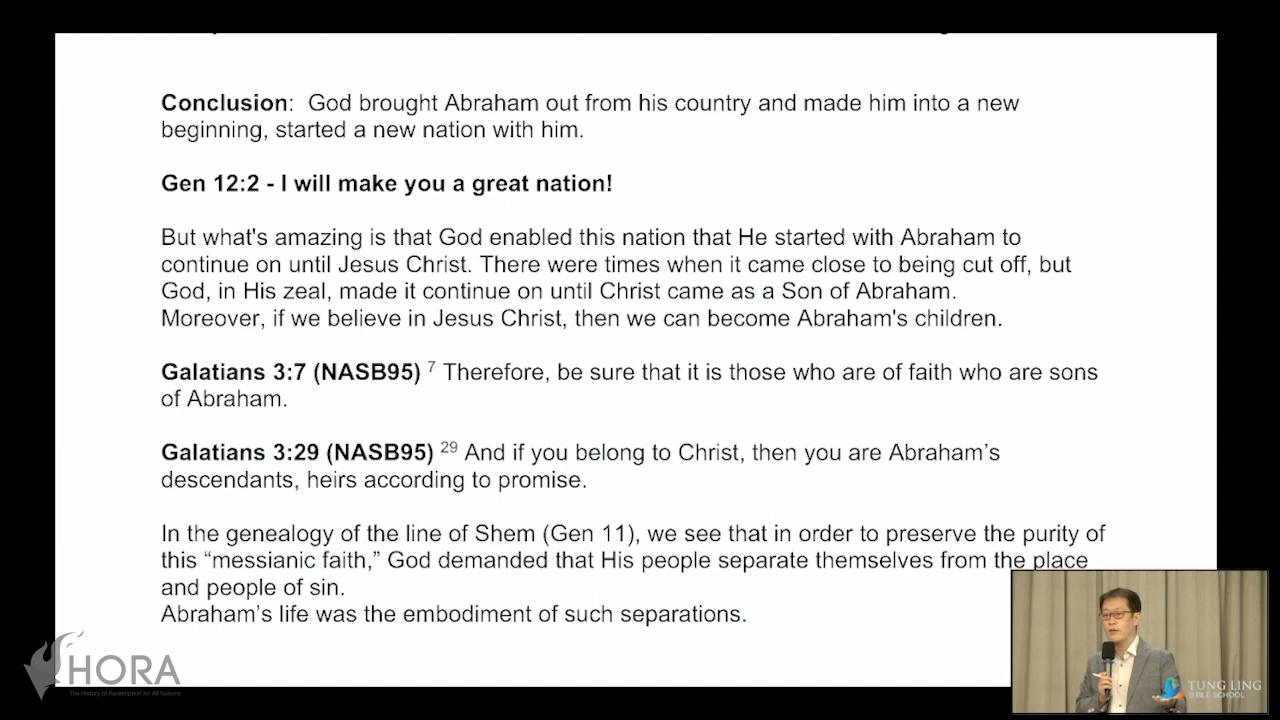 Conclusion:  God brought Abraham out from his country and made him into a new
beginning, started a new nation with him.
Gen 12:2 - I will make you a great nation!
But what's amazing is that God enabled this nation that He started with Abraham to
continue on until Jesus Christ. There were times when it came close to being cut off, but
God, in His zeal, made it continue on until Christ came as a Son of Abraham.
Moreover, if we believe in Jesus Christ, then we can become Abraham's children.
Galatians 3:7 (NASB95) 7 Therefore, be sure that it is those who are of faith who are sons
of Abraham.
Galatians 3:29 (NASB95) 29 And if you belong to Christ, then you are Abraham’s
descendants, heirs according to promise.
In the genealogy of the line of Shem (Gen 11), we see that in order to preserve the purity of
this “messianic faith,” God demanded that His people separate themselves from the place
and people of sin.
Abraham’s life was the embodiment of such separations.
HORA
The History of Redemption for All Nations
TUNG LING
BIBLE SCHOOL